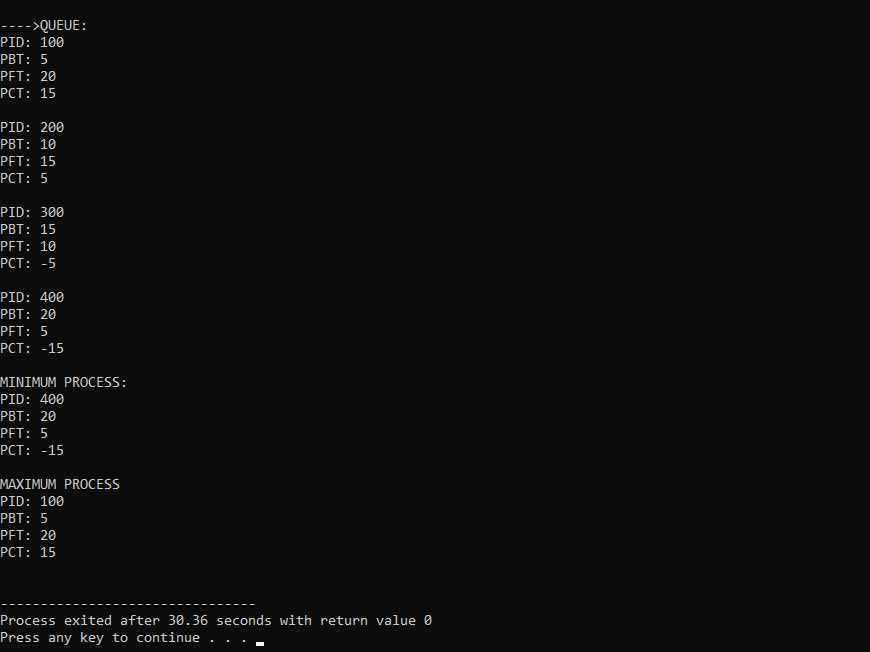 ---->QUEUE:
PID: 100
PBT: 5
PFT: 20
PCT: 15
PID: 200
PBT: 10
PFT: 15
PCT: 5
PID: 300
PBT: 15
PFT: 10
PCT: -5
PID: 400
PBT: 20
PFT: 5
PCT: -15
MINIMUM PROCESS:
PID: 400
PBT: 20
PFT: 5
PCT: -15
MAXIMUM PROCESS
PID: 100
PBT: 5
PFT: 20
PCT: 15
--------------------------------
Process exited after 30.36 seconds with return value 0
Press any key to continue . . .